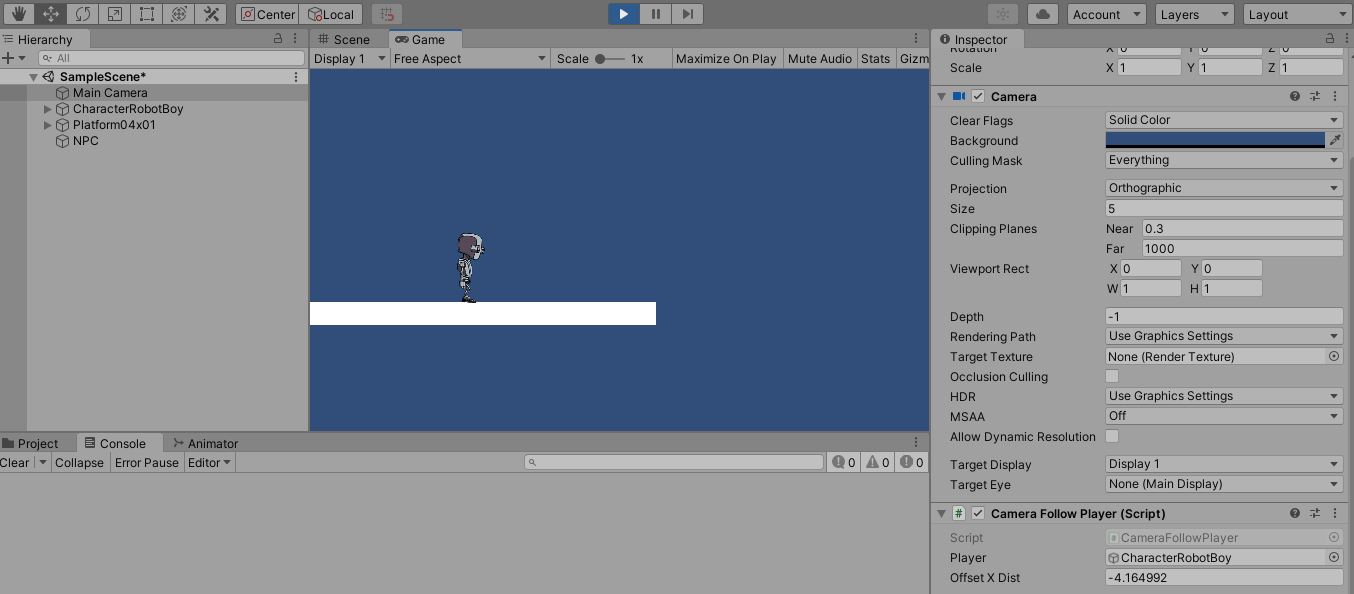 Center Local Account Layers Layout
Hierarchy
All
SampleScene*
Main Camera
CharacterRobotBoy
Platform04x01
NPC
Scene Game
Display 1 Free Aspect Scale 1x Maximize On Play Mute Audio Stats Gizm
Inspector
Rotation X 0 Y 0 Z 0
Scale X 1 Y 1 Z 1
Camera
Clear Flags Solid Color
Background
Culling Mask Everything
Projection Orthographic
Size 5
Clipping Planes Near 0.3
Far 1000
Viewport Rect X 0 Y 0
W 1 H 1
Depth -1
Rendering Path Use Graphics Settings
Target Texture None (Render Texture)
Occlusion Culling
HDR Use Graphics Settings
MSAA Off
Allow Dynamic Resolution
Target Display Display 1
Target Eye None (Main Display)
# Camera Follow Player (Script)
Script # CameraFollowPlayer
Player CharacterRobotBoy
Offset X Dist -4.164992
Project Console Animator
Clear Collapse Error Pause Editor 0 0 0